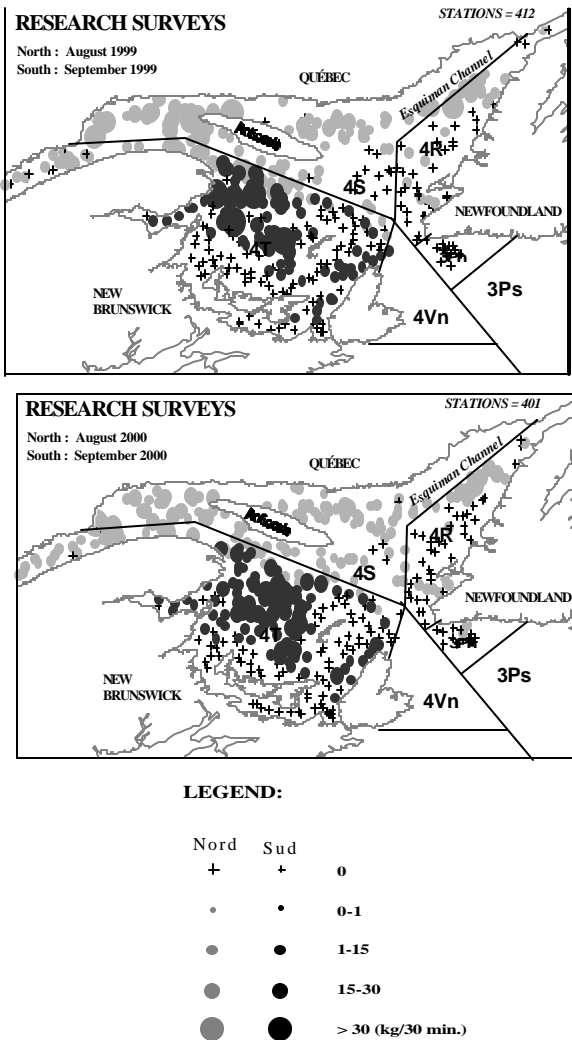 RESEARCH SURVEYS
STATIONS = 412
North : August 1999
South : September 1999
QUÉBEC
Esquiman Channel
Anticosti
4R
4S
NEWFOUNDLAND
4T
3Ps
NEW
BRUNSWICK
4Vn
RESEARCH SURVEYS
STATIONS = 401
North : August 2000
South : September 2000
QUÉBEC
Esquiman Channel
Anticosti
4R
4S
NEWFOUNDLAND
4T
3Ps
NEW
BRUNSWICK
4Vn
LEGEND:
Nord Sud
0
0-1
1-15
15-30
> 30 (kg/30 min.)